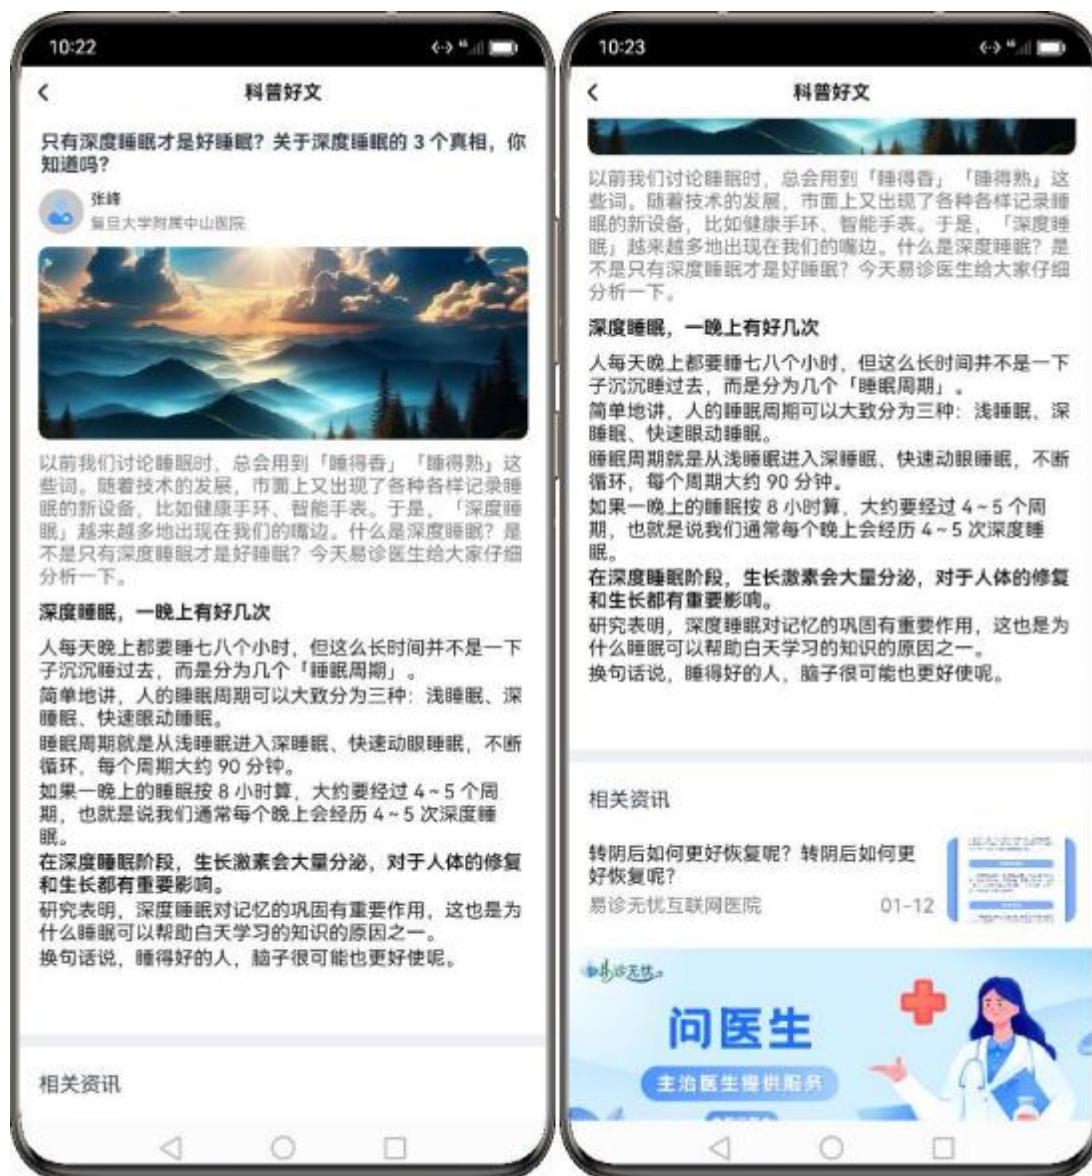 10:22
科普好文
只有深度睡眠才是好睡眠？关于深度睡眠的 3 个真相，你
知道吗？
张峰
复旦大学附属中山医院
以前我们讨论睡眠时，总会用到「睡得香」「睡得熟」这
些词。随着技术的发展，市面上又出现了各种各样记录睡
眠的新设备，比如健康手环、智能手表。于是，「深度睡
眠」越来越多地出现在我们的嘴边。什么是深度睡眠？是
不是只有深度睡眠才是好睡眠？今天易诊医生给大家仔细
分析一下。
深度睡眠，一晚上有好几次
人每天晚上都要睡七八个小时，但这么长时间并不是一下
子沉沉睡过去，而是分为几个「睡眠周期」。
简单地讲，人的睡眠周期可以大致分为三种：浅睡眠、深
睡眠、快速眼动睡眠。
睡眠周期就是从浅睡眠进入深睡眠、快速动眼睡眠，不断
循环，每个周期大约 90 分钟。
如果一晚上的睡眠按 8 小时算，大约要经过 4~5 个周
期，也就是说我们通常每个晚上会经历 4~5 次深度睡
眠。
在深度睡眠阶段，生长激素会大量分泌，对于人体的修复
和生长都有重要影响。
研究表明，深度睡眠对记忆的巩固有重要作用，这也是为
什么睡眠可以帮助白天学习的知识的原因之一。
换句话说，睡得好的人，脑子很可能也更好使呢。
相关资讯
10:23
科普好文
以前我们讨论睡眠时，总会用到「睡得香」「睡得熟」这
些词。随着技术的发展，市面上又出现了各种各样记录睡
眠的新设备，比如健康手环、智能手表。于是，「深度睡
眠」越来越多地出现在我们的嘴边。什么是深度睡眠？是
不是只有深度睡眠才是好睡眠？今天易诊医生给大家仔细
分析一下。
深度睡眠，一晚上有好几次
人每天晚上都要睡七八个小时，但这么长时间并不是一下
子沉沉睡过去，而是分为几个「睡眠周期」。
简单地讲，人的睡眠周期可以大致分为三种：浅睡眠、深
睡眠、快速眼动睡眠。
睡眠周期就是从浅睡眠进入深睡眠、快速动眼睡眠，不断
循环，每个周期大约 90 分钟。
如果一晚上的睡眠按 8 小时算，大约要经过 4~5 个周
期，也就是说我们通常每个晚上会经历 4~5 次深度睡
眠。
在深度睡眠阶段，生长激素会大量分泌，对于人体的修复
和生长都有重要影响。
研究表明，深度睡眠对记忆的巩固有重要作用，这也是为
什么睡眠可以帮助白天学习的知识的原因之一。
换句话说，睡得好的人，脑子很可能也更好使呢。
相关资讯
转阴后如何更好恢复呢？转阴后如何更
好恢复呢？
易诊无忧互联网医院 01-12
易诊无忧
问医生
主治医生提供服务